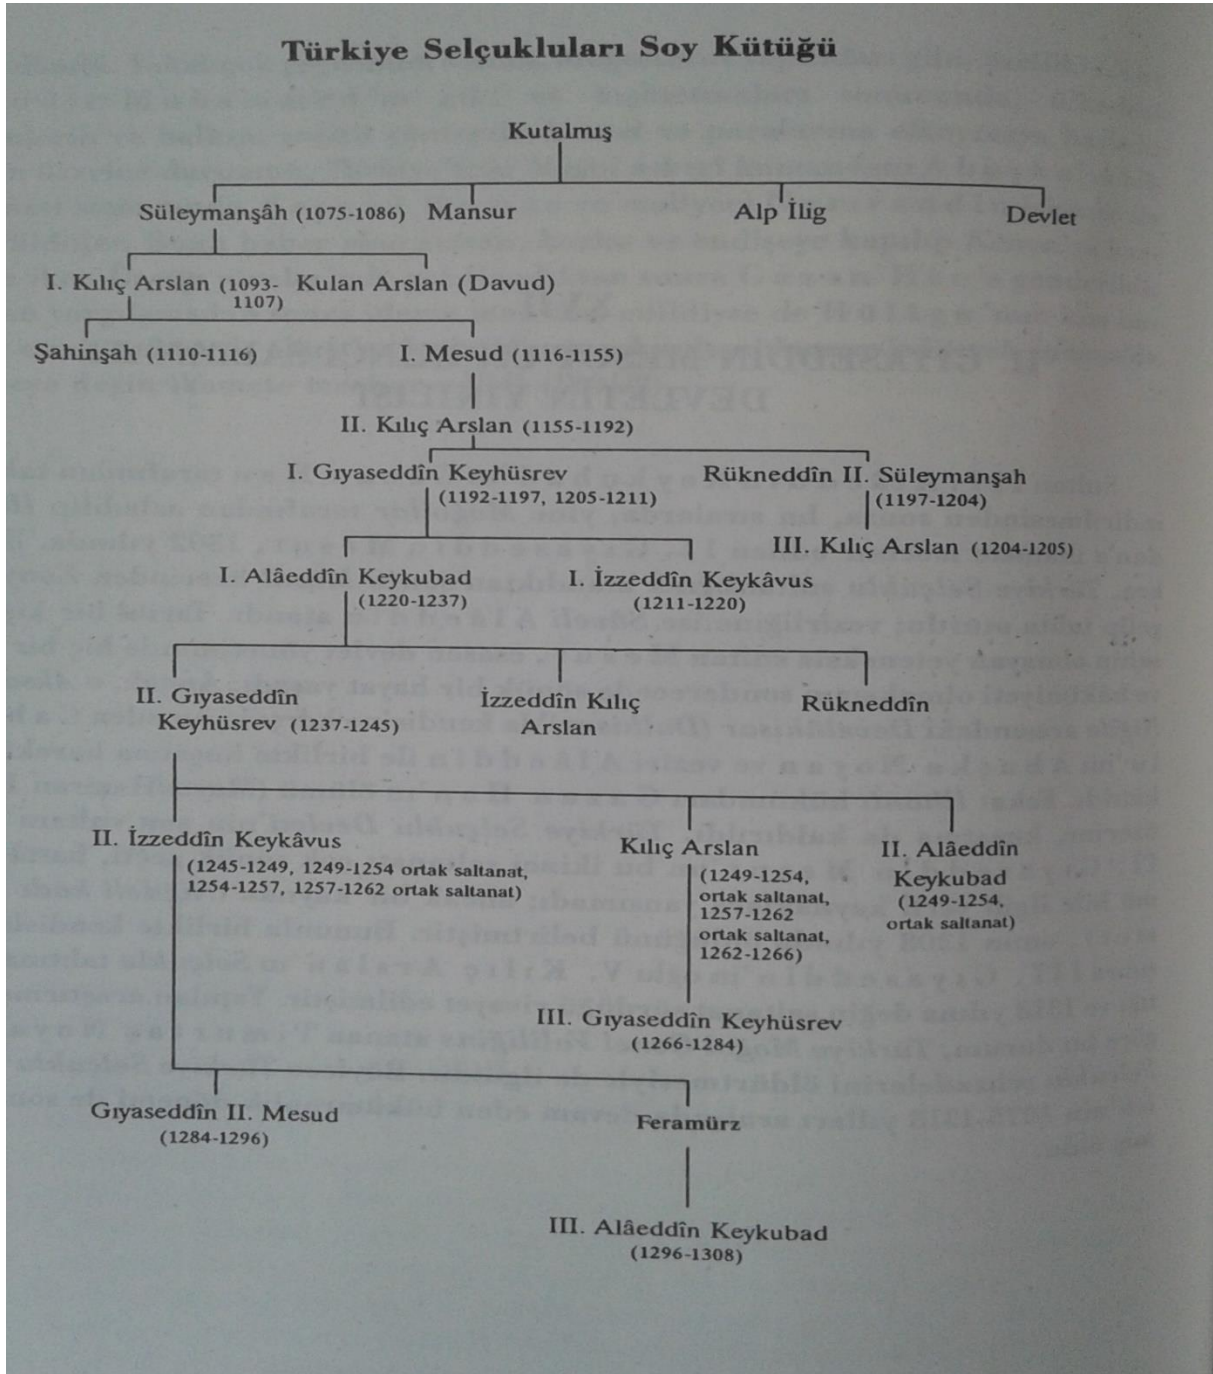 Türkiye Selçukluları Soy Kütüğü
Kutalmış
Süleymanşâh (1075-1086) Mansur Alp İlig Devlet
I. Kılıç Arslan (1093-
1107)
Kulan Arslan (Davud)
Şahinşah (1110-1116) I. Mesud (1116-1155)
II. Kılıç Arslan (1155-1192)
I. Gıyaseddîn Keyhüsrev
(1192-1197, 1205-1211)
Rükneddîn II. Süleymanşah
(1197-1204)
III. Kılıç Arslan (1204-1205)
I. Alâeddîn Keykubad
(1220-1237)
I. İzzeddîn Keykâvus
(1211-1220)
II. Gıyaseddîn
Keyhüsrev (1237-1245)
İzzeddîn Kılıç
Arslan
Rükneddîn
II. İzzeddîn Keykâvus
(1245-1249, 1249-1254 ortak saltanat,
1254-1257, 1257-1262 ortak saltanat)
Kılıç Arslan
(1249-1254,
ortak saltanat,
1257-1262
ortak saltanat,
1262-1266)
II. Alâeddîn
Keykubad
(1249-1254,
ortak saltanat)
III. Gıyaseddîn Keyhüsrev
(1266-1284)
Gıyaseddîn II. Mesud
(1284-1296)
Feramürz
III. Alâeddîn Keykubad
(1296-1308)